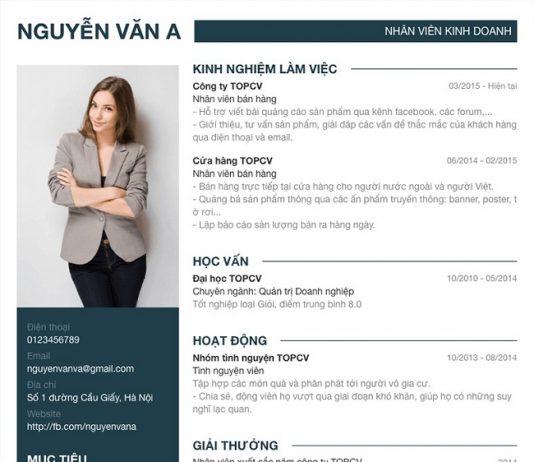 NGUYỄN VĂN A
NHÂN VIÊN KINH DOANH
Điện thoại
0123456789
Email
nguyenvanva@gmail.com
Địa chỉ
Số 1 đường Cầu Giấy, Hà Nội
Website
http://fb.com/nguyenvana
MỤC TIÊU
KINH NGHIỆM LÀM VIỆC
Công ty TOPCV 03/2015 - Hiện tại
Nhân viên bán hàng
- Hỗ trợ viết bài quảng cáo sản phẩm qua kênh facebook, các forum,...
- Giới thiệu, tư vấn sản phẩm, giải đáp các vấn đề thắc mắc của khách hàng
qua điện thoại và email.
Cửa hàng TOPCV 06/2014 - 02/2015
Nhân viên bán hàng
- Bán hàng trực tiếp tại cửa hàng cho người nước ngoài và người Việt.
- Quảng bá sản phẩm thông qua các ấn phẩm truyền thông: banner, poster, t
ờ rơi...
- Lập báo cáo sản lượng bán ra hàng ngày.
HỌC VẤN
Đại học TOPCV 10/2010 - 05/2014
Chuyên ngành: Quản trị Doanh nghiệp
Tốt nghiệp loại Giỏi, điểm trung bình 8.0
HOẠT ĐỘNG
Nhóm tình nguyện TOPCV 10/2013 - 08/2014
Tình nguyện viên
Tập hợp các món quà và phân phát tới người vô gia cư.
- Chia sẻ, động viên họ vượt qua giai đoạn khó khăn, giúp họ có những suy
nghĩ lạc quan.
GIẢI THƯỞNG
Nhân viên xuất sắc năm công ty TOPCV 2014